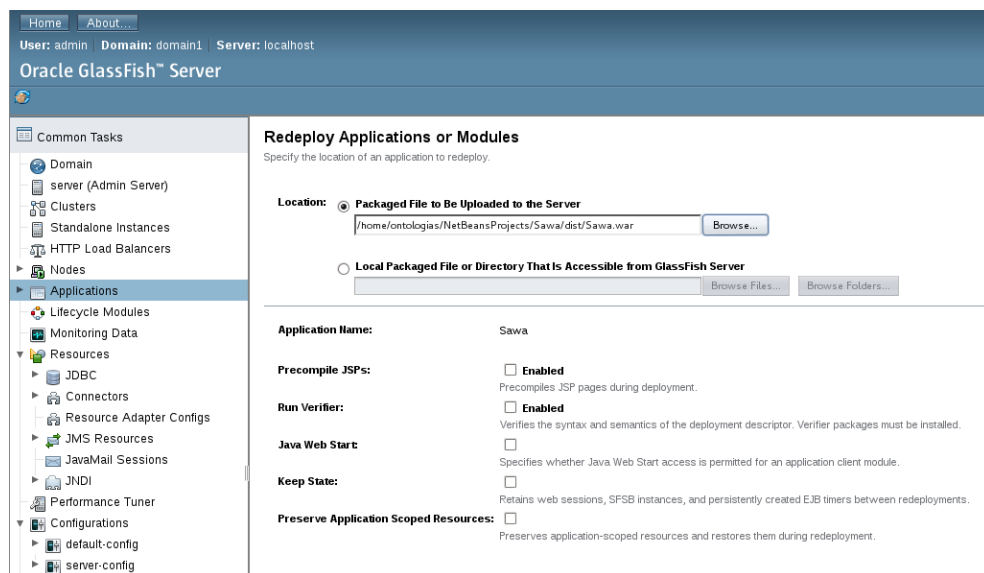 Home About...
User: admin Domain: domain1 Server: localhost
Oracle GlassFish™ Server
Common Tasks
Domain
server (Admin Server)
Clusters
Standalone Instances
HTTP Load Balancers
Nodes
Applications
Lifecycle Modules
Monitoring Data
Resources
JDBC
Connectors
Resource Adapter Configs
JMS Resources
JavaMail Sessions
JNDI
Performance Tuner
Configurations
default-config
server-config
Redeploy Applications or Modules
Specify the location of an application to redeploy.
Location: Packaged File to Be Uploaded to the Server
/home/ontologias/NetBeansProjects/Sawa/dist/Sawa.war Browse...
Local Packaged File or Directory That Is Accessible from GlassFish Server
Browse Files... Browse Folders...
Application Name: Sawa
Precompile JSPs: Enabled
Precompiles JSP pages during deployment.
Run Verifier: Enabled
Verifies the syntax and semantics of the deployment descriptor. Verifier packages must be installed.
Java Web Start:
Specifies whether Java Web Start access is permitted for an application client module.
Keep State:
Retains web sessions, SFSB instances, and persistently created EJB timers between redeployments.
Preserve Application Scoped Resources:
Preserves application-scoped resources and restores them during redeployment.